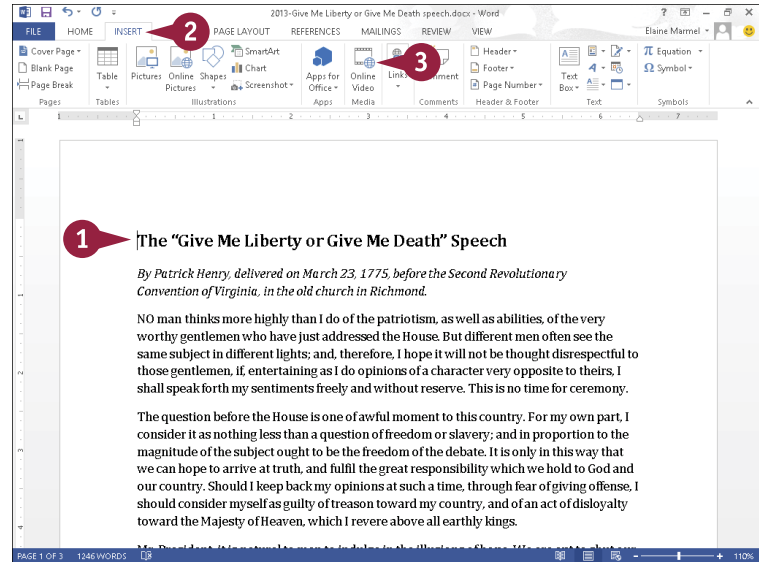 2013-Give Me Liberty or Give Me Death speech.docx - Word
FILE HOME INSERT 2 PAGE LAYOUT REFERENCES MAILINGS REVIEW VIEW Elaine Marmel
Cover Page
Blank Page
Page Break
Pages
Table
Tables
Pictures
Online Pictures
Shapes
SmartArt
Chart
Screenshot
Illustrations
Apps for Office
Apps
Online Video
Media
3
Links
Comments
Header
Footer
Page Number
Header & Footer
Text Box
Text
π Equation
Ω Symbol
Symbols
1 1 2 3 4 5 6 7
1
The “Give Me Liberty or Give Me Death” Speech
By Patrick Henry, delivered on March 23, 1775, before the Second Revolutionary
Convention of Virginia, in the old church in Richmond.
NO man thinks more highly than I do of the patriotism, as well as abilities, of the very
worthy gentlemen who have just addressed the House. But different men often see the
same subject in different lights; and, therefore, I hope it will not be thought disrespectful to
those gentlemen, if, entertaining as I do opinions of a character very opposite to theirs, I
shall speak forth my sentiments freely and without reserve. This is no time for ceremony.
The question before the House is one of awful moment to this country. For my own part, I
consider it as nothing less than a question of freedom or slavery; and in proportion to the
magnitude of the subject ought to be the freedom of the debate. It is only in this way that
we can hope to arrive at truth, and fulfil the great responsibility which we hold to God and
our country. Should I keep back my opinions at such a time, through fear of giving offense, I
should consider myself as guilty of treason toward my country, and of an act of disloyalty
toward the Majesty of Heaven, which I revere above all earthly kings.
PAGE 1 OF 3 1246 WORDS 110%